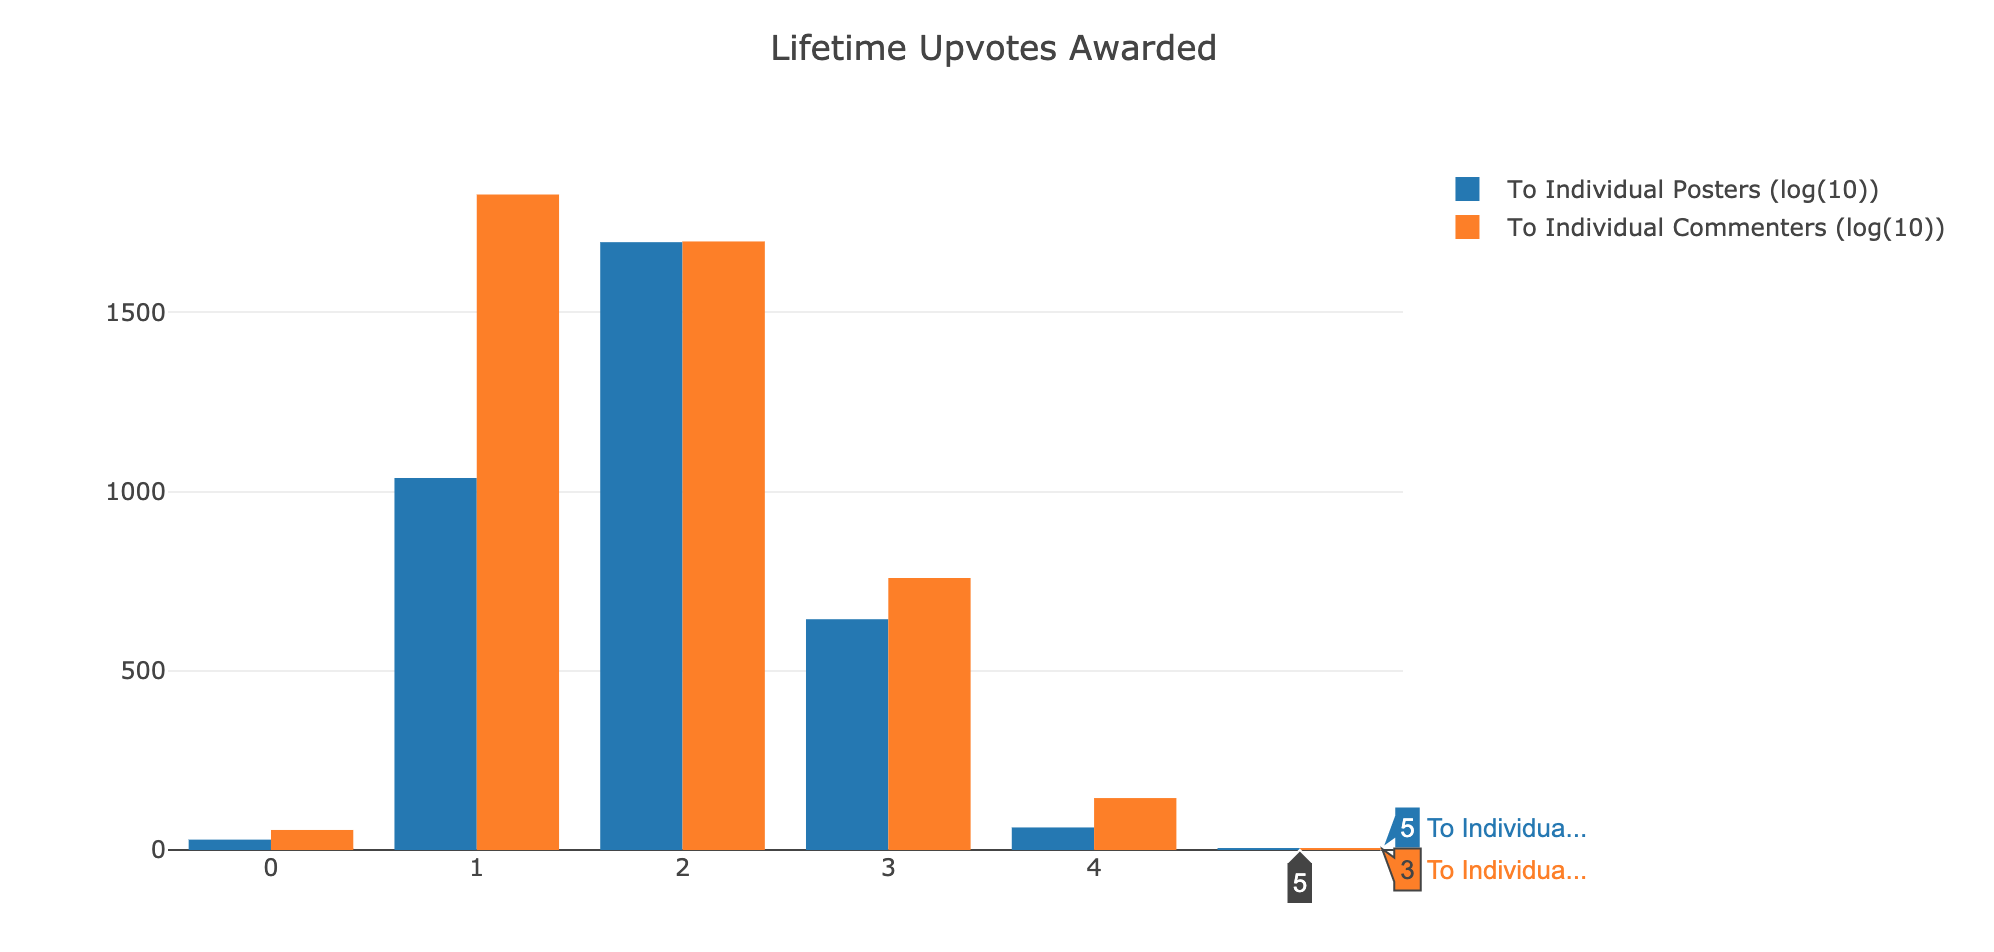 Lifetime Upvotes Awarded
To Individual Posters (log(10))
To Individual Commenters (log(10))
1500
1000
500
0
0 1 2 3 4 5
5 To Individua...
3 To Individua...